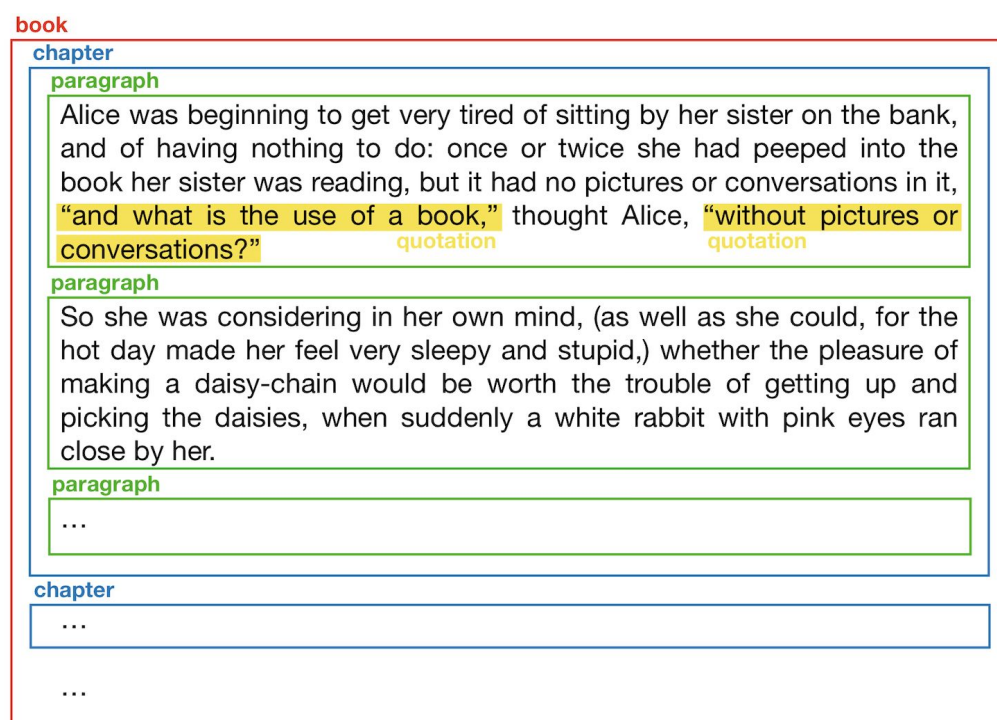 book
chapter
paragraph
Alice was beginning to get very tired of sitting by her sister on the bank,
and of having nothing to do: once or twice she had peeped into the
book her sister was reading, but it had no pictures or conversations in it,
“and what is the use of a book,” thought Alice, “without pictures or
conversations?”
quotation
quotation
paragraph
So she was considering in her own mind, (as well as she could, for the
hot day made her feel very sleepy and stupid,) whether the pleasure of
making a daisy-chain would be worth the trouble of getting up and
picking the daisies, when suddenly a white rabbit with pink eyes ran
close by her.
paragraph
...
chapter
...
...